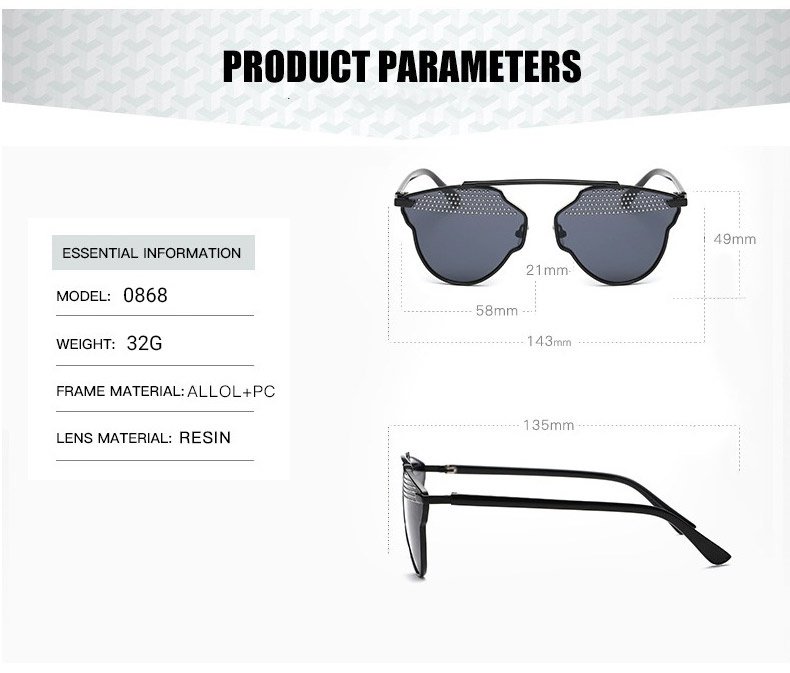 PRODUCT PARAMETERS
ESSENTIAL INFORMATION
MODEL: 0868
WEIGHT: 32G
FRAME MATERIAL: ALLOL+PC
LENS MATERIAL: RESIN
49mm
21mm
58mm
143mm
135mm